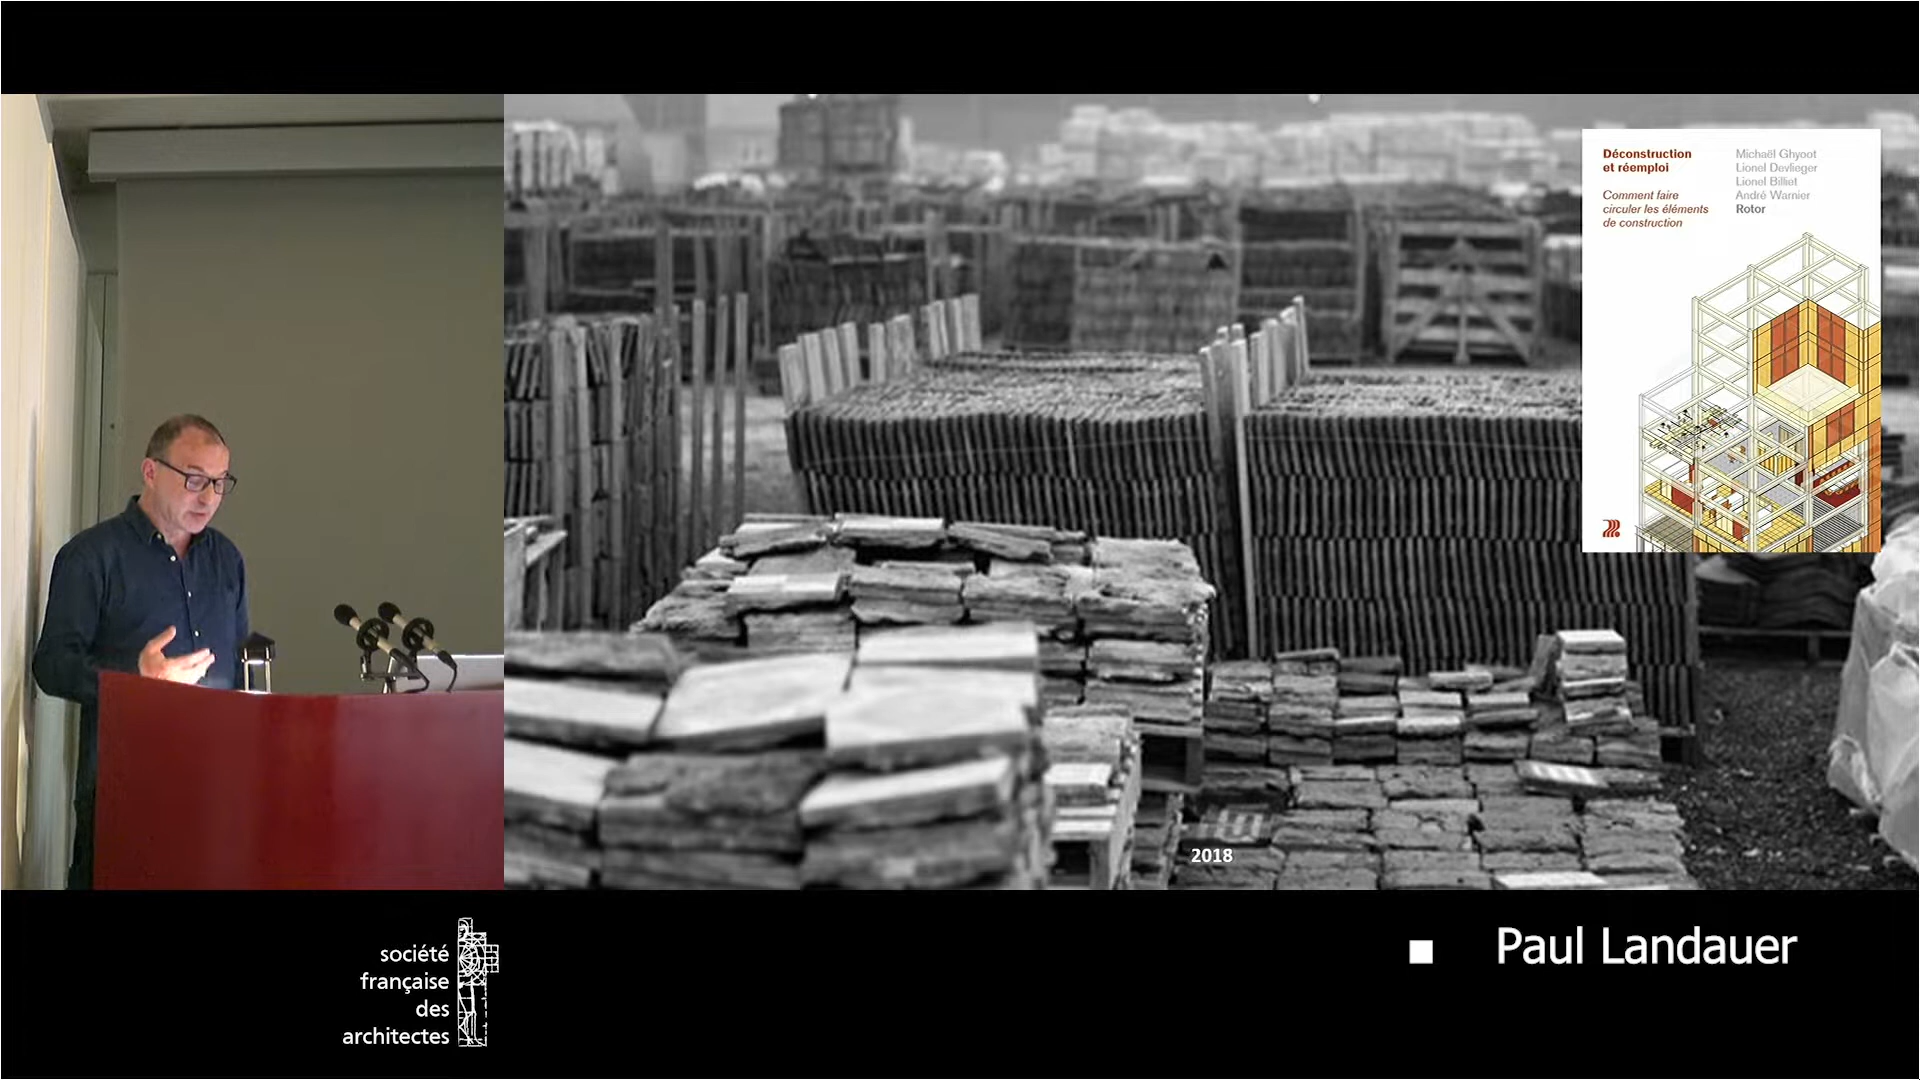 Déconstruction
et réemploi
Comment faire
circuler les éléments
de construction
Michaël Ghyoot
Lionel Devlieger
Lionel Billiet
André Warnier
Rotor
2018
société
française
des
architectes
Paul Landauer